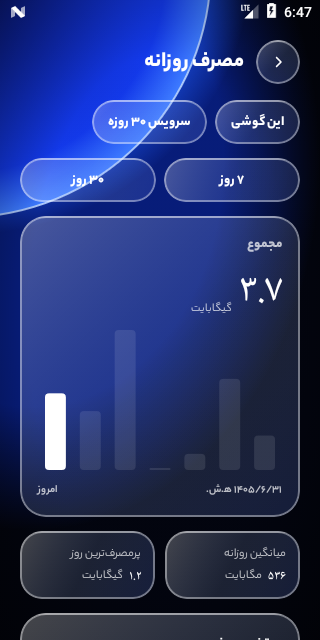 LTE 6:47
مصرف روزانه
این گوشی
سرویس ۳۰ روزه
۷ روز
۳۰ روز
مجموع
۳.۷ گیگابایت
۱۴۰۵/۶/۳۱ ه‍.ش.
امروز
میانگین روزانه
۵۳۶ مگابایت
پرمصرف‌ترین روز
۱.۲ گیگابایت